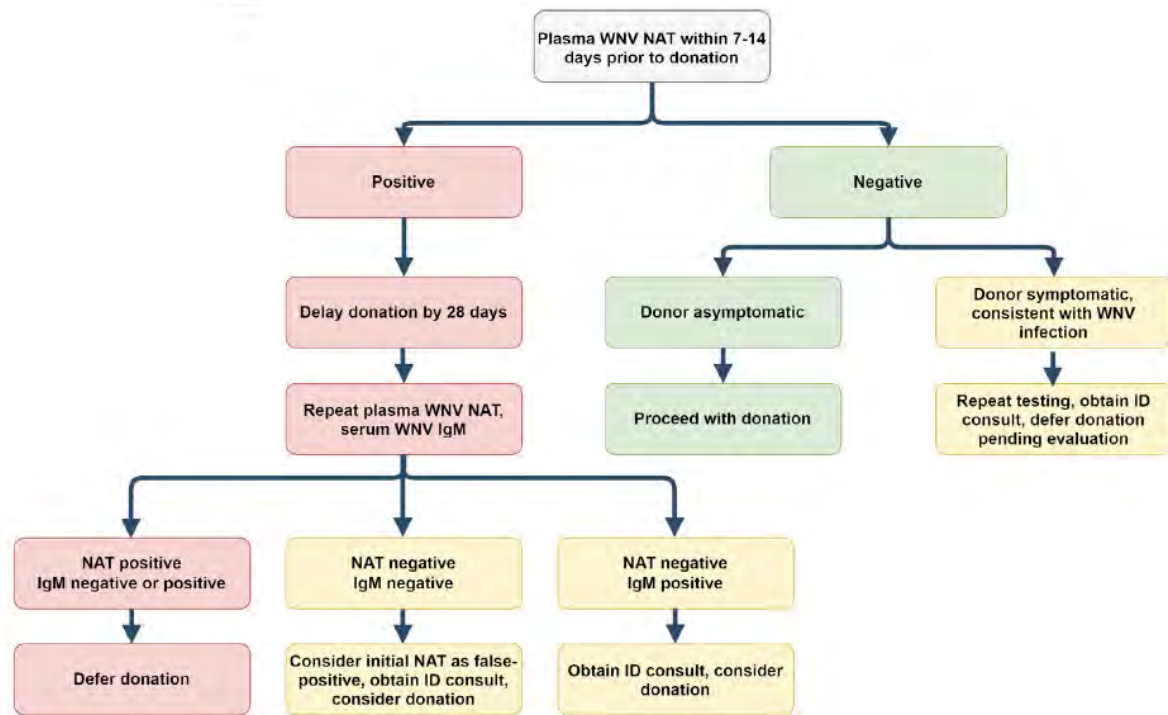 Plasma WNV NAT within 7-14
days prior to donation
Positive
Negative
Delay donation by 28 days
Donor asymptomatic
Donor symptomatic,
consistent with WNV
infection
Repeat plasma WNV NAT,
serum WNV IgM
Proceed with donation
Repeat testing, obtain ID
consult, defer donation
pending evaluation
NAT positive
IgM negative or positive
NAT negative
IgM negative
NAT negative
IgM positive
Defer donation
Consider initial NAT as false-
positive, obtain ID consult,
consider donation
Obtain ID consult, consider
donation